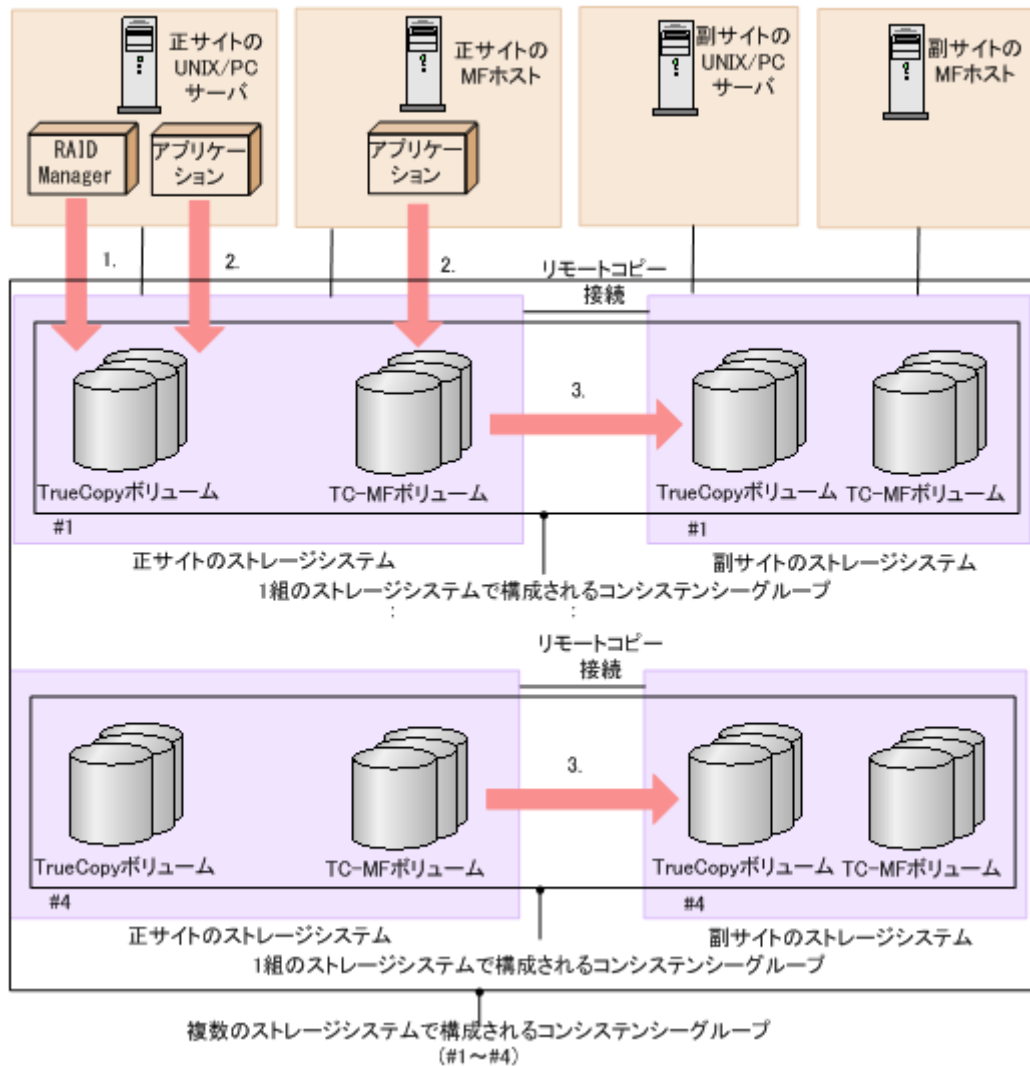 正サイトの
UNIX/PC
サーバ
正サイトの
MFホスト
副サイトの
UNIX/PC
サーバ
副サイトの
MFホスト
RAID
Manager
アプリケー
ション
アプリケー
ション
1.
2.
2.
リモートコピー
接続
3.
TrueCopyボリューム
TC-MFボリューム
TrueCopyボリューム
TC-MFボリューム
#1
#1
正サイトのストレージシステム
副サイトのストレージシステム
1組のストレージシステムで構成されるコンシステンシーグループ
:
:
リモートコピー
接続
3.
TrueCopyボリューム
TC-MFボリューム
TrueCopyボリューム
TC-MFボリューム
#4
#4
正サイトのストレージシステム
副サイトのストレージシステム
1組のストレージシステムで構成されるコンシステンシーグループ
複数のストレージシステムで構成されるコンシステンシーグループ
(#1～#4)